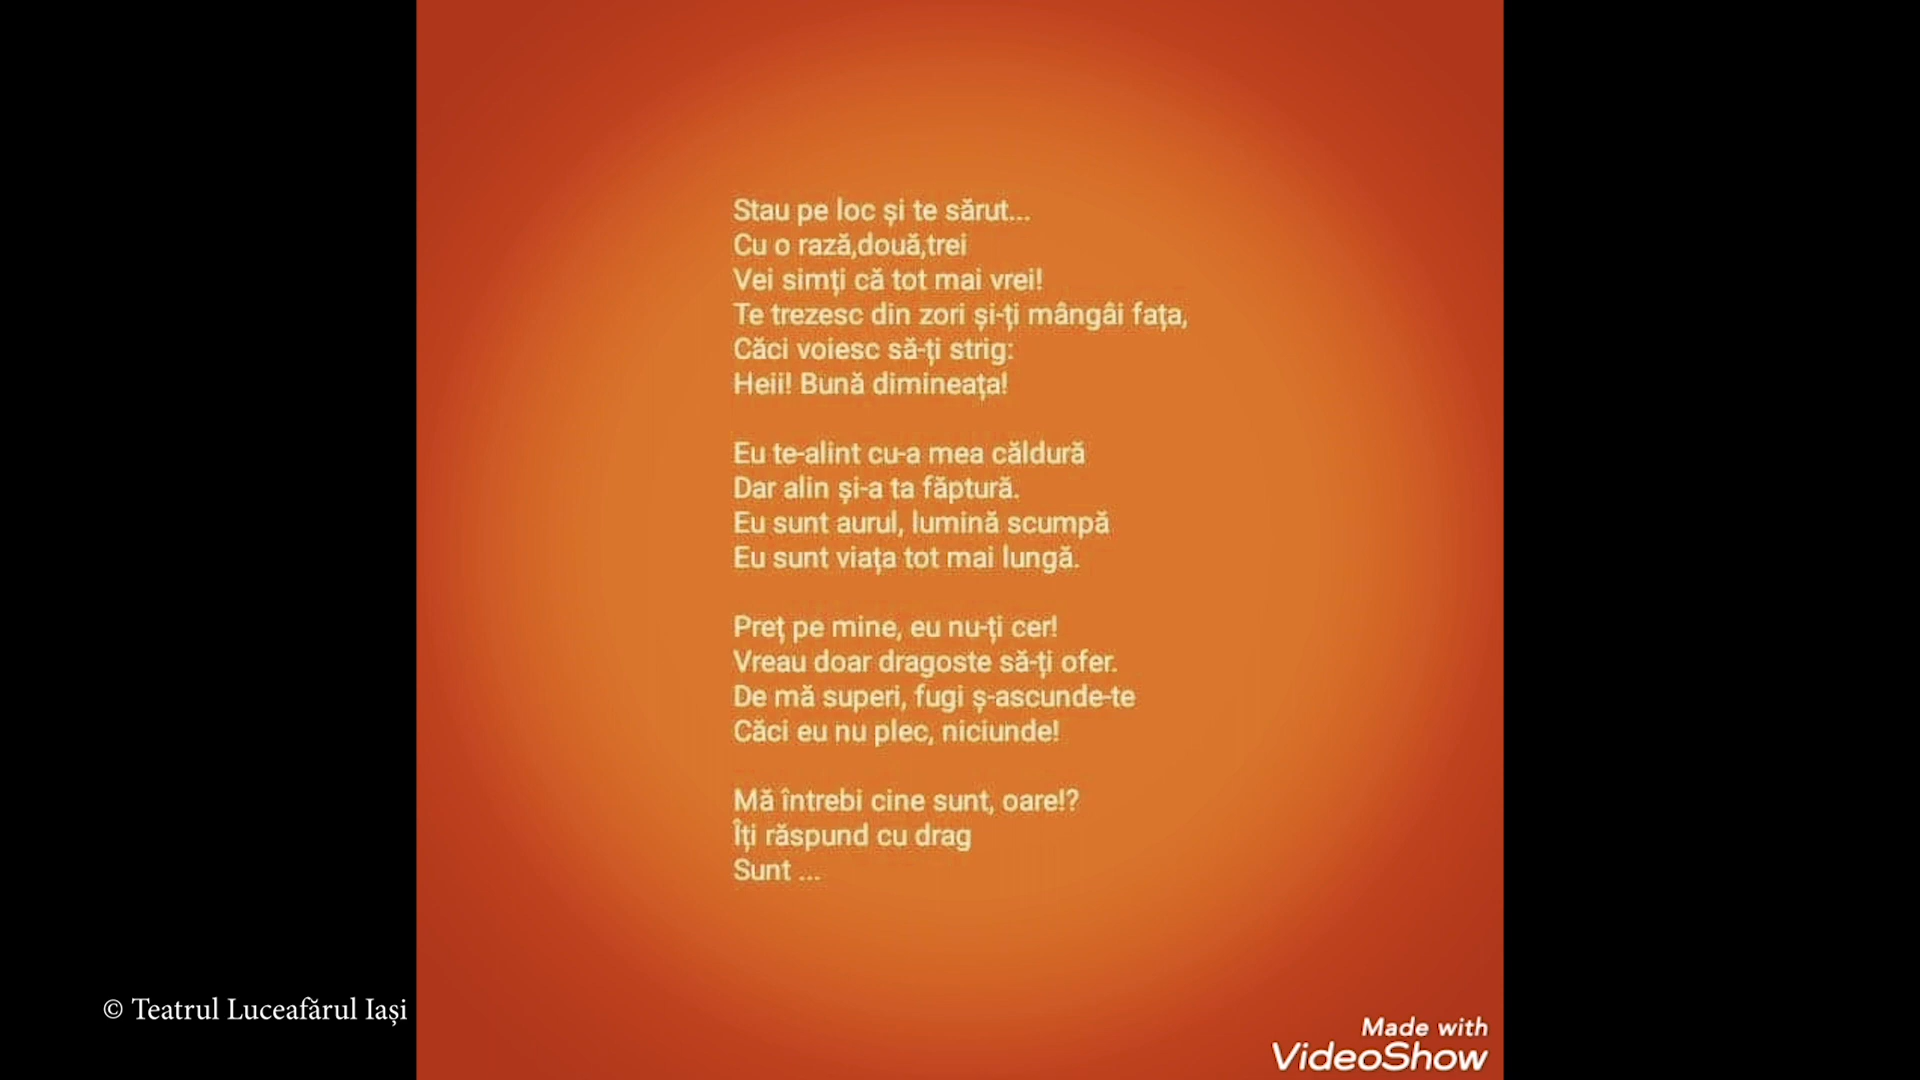 Stau pe loc și te sărut...
Cu o rază,două,trei
Vei simți că tot mai vrei!
Te trezesc din zori și-ți mângâi fața,
Căci voiesc să-ți strig:
Heii! Bună dimineața!
Eu te-alint cu-a mea căldură
Dar alin și-a ta făptură.
Eu sunt aurul, lumină scumpă
Eu sunt viața tot mai lungă.
Preț pe mine, eu nu-ți cer!
Vreau doar dragoste să-ți ofer.
De mă superi, fugi ș-ascunde-te
Căci eu nu plec, niciunde!
Mă întrebi cine sunt, oare!?
Îți răspund cu drag
Sunt ...
© Teatrul Luceafărul Iași
Made with
VideoShow